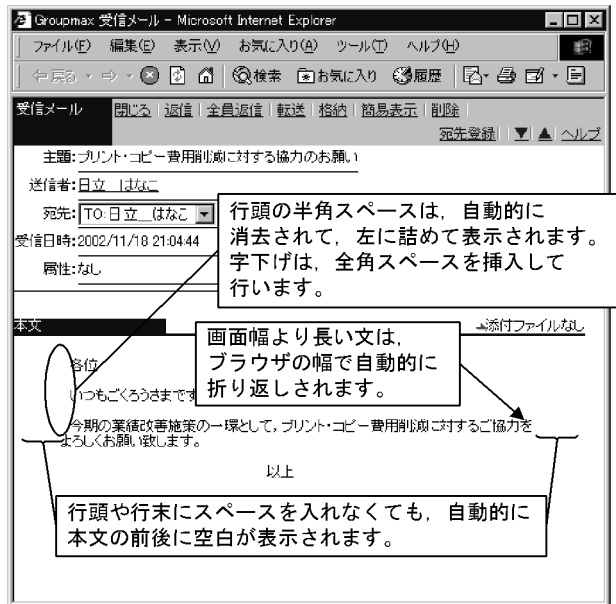 Groupmax 受信メール - Microsoft Internet Explorer
ファイル(F) 編集(E) 表示(V) お気に入り(A) ツール(T) ヘルプ(H)
戻る 検索 お気に入り 履歴
受信メール 閉じる 返信 全員返信 転送 格納 簡易表示 削除
宛先登録 ▼ ▲ ヘルプ
主題:プリント・コピー費用削減に対する協力のお願い
送信者:日立__はなこ
宛先:TO:日立__はなこ
受信日時:2002/11/18 21:04:44
属性:なし
行頭の半角スペースは，自動的に
消去されて，左に詰めて表示されます。
字下げは，全角スペースを挿入して
行います。
本文 添付ファイルなし
画面幅より長い文は，
ブラウザの幅で自動的に
折り返しされます。
各位
いつもごくろうさまです
今期の業績改善施策の一環として，プリント・コピー費用削減に対するご協力を
よろしくお願い致します。
以上
行頭や行末にスペースを入れなくても，自動的に
本文の前後に空白が表示されます。